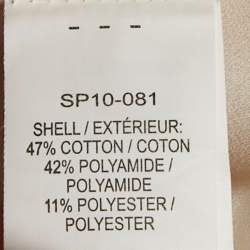 - - -
SP10-081
SHELL / EXTÉRIEUR:
47% COTTON / COTON
42% POLYAMIDE /
POLYAMIDE
11% POLYESTER /
POLYESTER